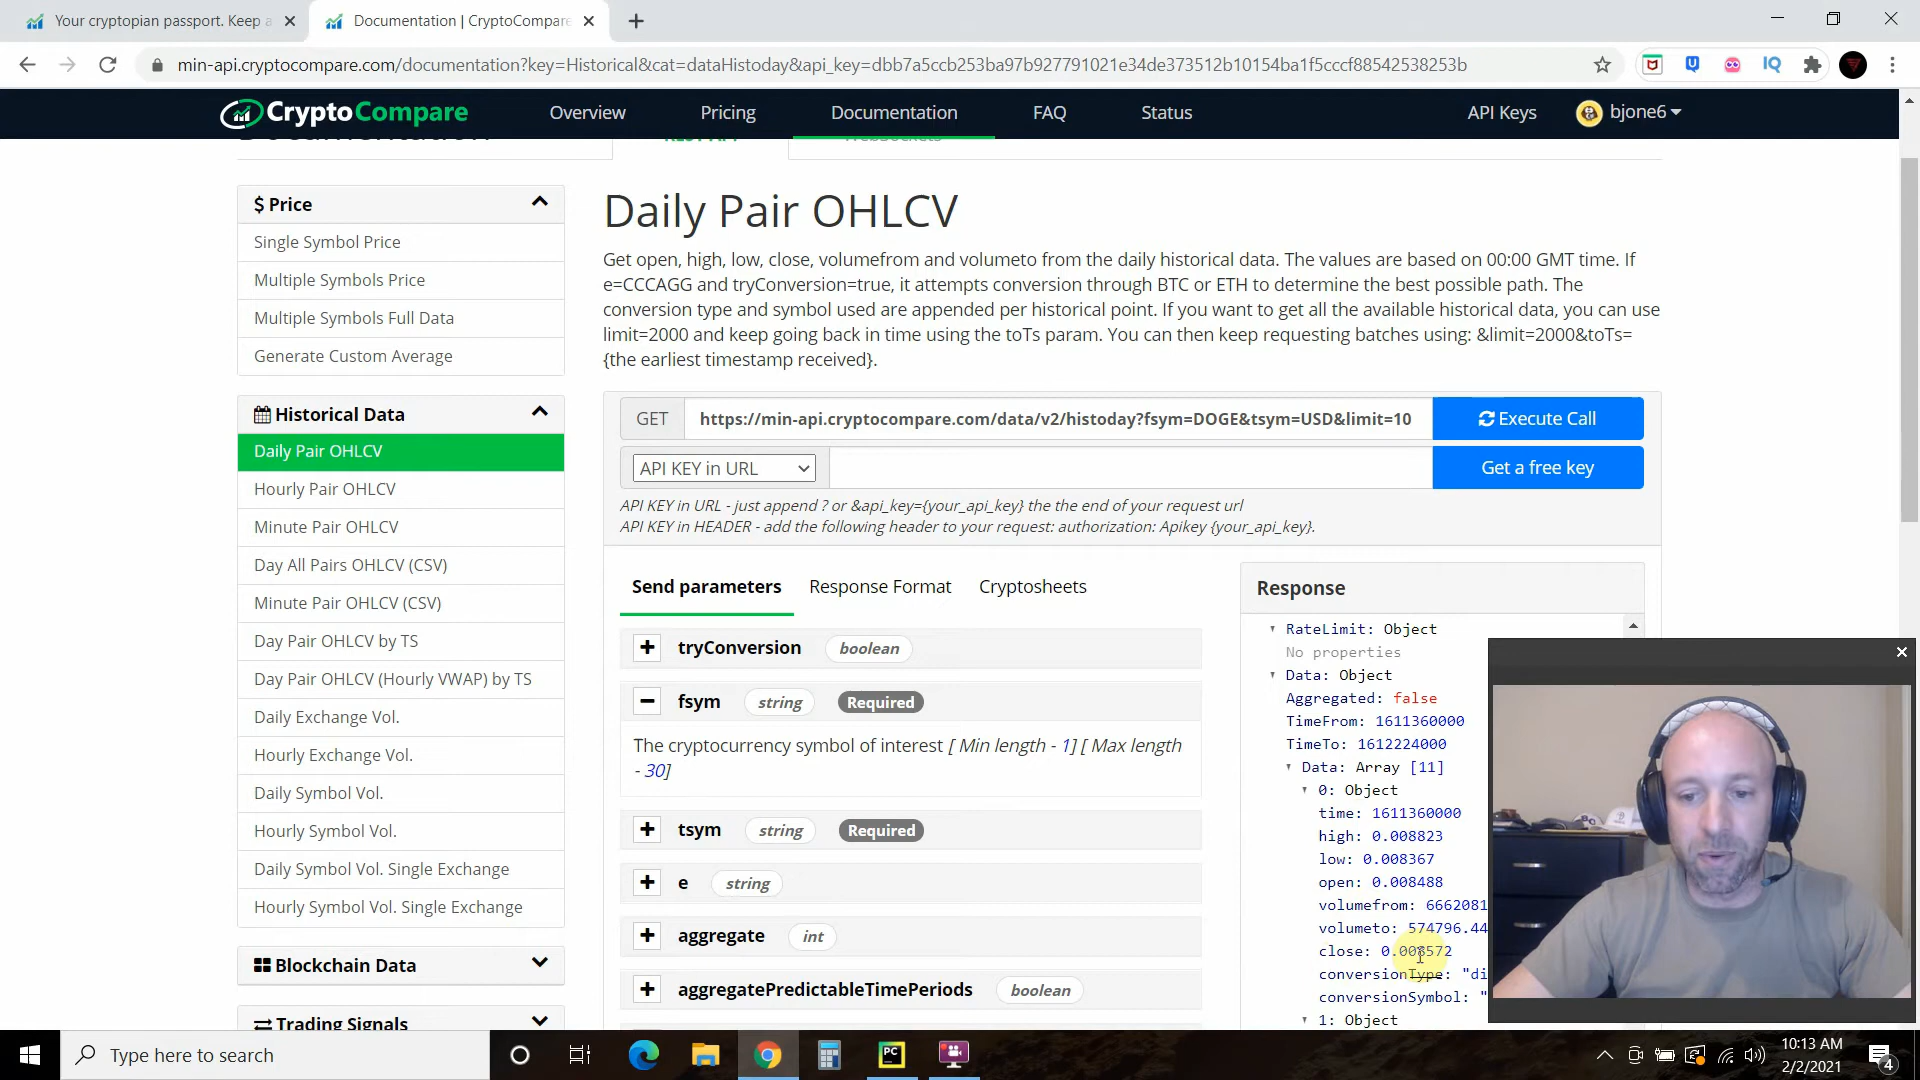 Your cryptopian passport. Keep a
Documentation | CryptoCompare
min-api.cryptocompare.com/documentation?key=Historical&cat=dataHistoday&api_key=dbb7a5ccb253ba97b927791021e34de373512b10154ba1f5cccf88542538253b
CryptoCompare
Overview
Pricing
Documentation
FAQ
Status
API Keys
bjone6
Documentation
REST API
WebSockets
$ Price
Single Symbol Price
Multiple Symbols Price
Multiple Symbols Full Data
Generate Custom Average
Historical Data
Daily Pair OHLCV
Hourly Pair OHLCV
Minute Pair OHLCV
Day All Pairs OHLCV (CSV)
Minute Pair OHLCV (CSV)
Day Pair OHLCV by TS
Day Pair OHLCV (Hourly VWAP) by TS
Daily Exchange Vol.
Hourly Exchange Vol.
Daily Symbol Vol.
Hourly Symbol Vol.
Daily Symbol Vol. Single Exchange
Hourly Symbol Vol. Single Exchange
Blockchain Data
Trading Signals
Daily Pair OHLCV
Get open, high, low, close, volumefrom and volumeto from the daily historical data. The values are based on 00:00 GMT time. If
e=CCCAGG and tryConversion=true, it attempts conversion through BTC or ETH to determine the best possible path. The
conversion type and symbol used are appended per historical point. If you want to get all the available historical data, you can use
limit=2000 and keep going back in time using the toTs param. You can then keep requesting batches using: &limit=2000&toTs=
{the earliest timestamp received}.
GET
https://min-api.cryptocompare.com/data/v2/histoday?fsym=DOGE&tsym=USD&limit=10
Execute Call
API KEY in URL
Get a free key
API KEY in URL - just append ? or &api_key={your_api_key} the the end of your request url
API KEY in HEADER - add the following header to your request: authorization: Apikey {your_api_key}.
Send parameters
Response Format
Cryptosheets
tryConversion boolean
fsym string Required
The cryptocurrency symbol of interest [ Min length - 1] [ Max length
- 30]
tsym string Required
e string
aggregate int
aggregatePredictableTimePeriods boolean
Response
RateLimit: Object
No properties
Data: Object
Aggregated: false
TimeFrom: 1611360000
TimeTo: 1612224000
Data: Array [11]
0: Object
time: 1611360000
high: 0.008823
low: 0.008367
open: 0.008488
volumefrom: 6662081
volumeto: 574796.44
close: 0.008572
conversionType: "di
conversionSymbol: "
1: Object
Type here to search
PC
10:13 AM
2/2/2021
4